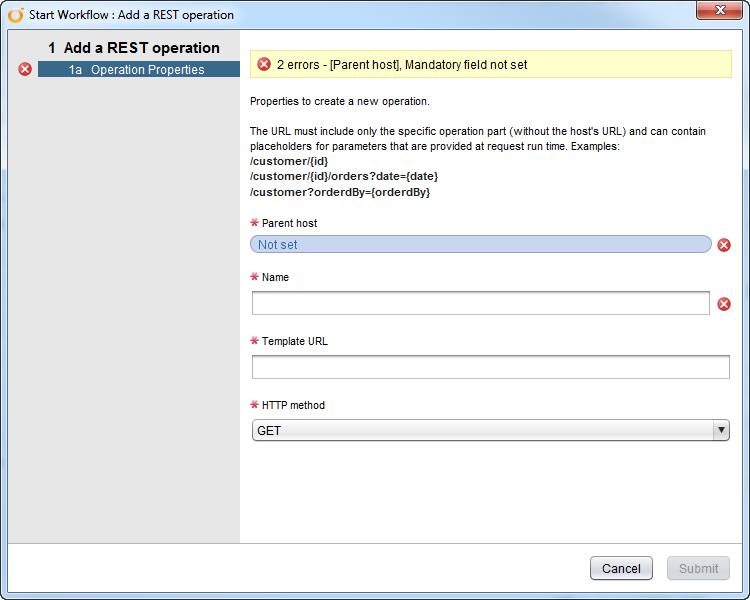 Start Workflow : Add a REST operation
1 Add a REST operation
1a Operation Properties
2 errors - [Parent host], Mandatory field not set
Properties to create a new operation.
The URL must include only the specific operation part (without the host's URL) and can contain
placeholders for parameters that are provided at request run time. Examples:
/customer/{id}
/customer/{id}/orders?date={date}
/customer?orderdBy={orderdBy}
* Parent host
Not set
* Name
* Template URL
* HTTP method
GET
Cancel
Submit